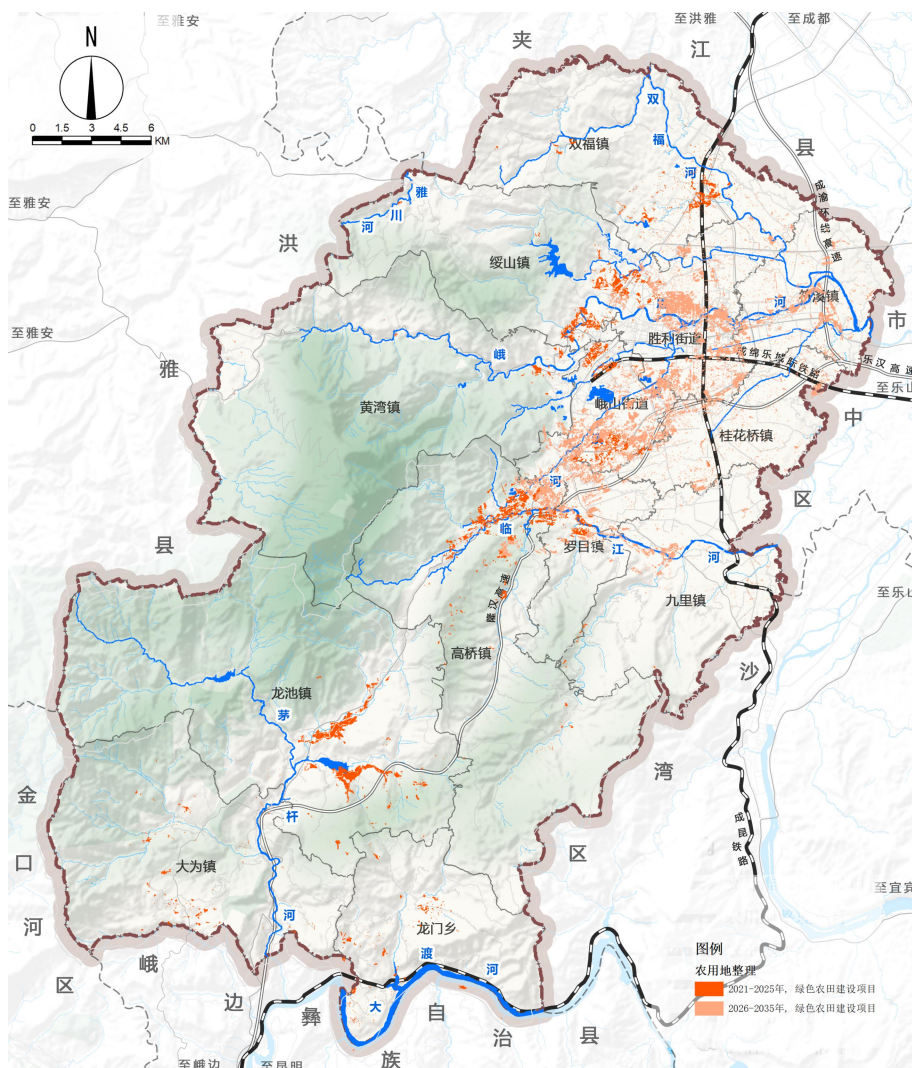 至雅安
夹
江
县
至洪雅
至成都
N
0 1.5 3 4.5 6
KM
双
福
河
双福镇
成渝环线高速
至雅安
雅
川
河
洪
绥山镇
河
市
至雅安
雅
峨
胜利街道
成绵乐城际铁路
乐汉高速
至乐山
黄湾镇
峨山街道
中
桂花桥镇
河
区
临
罗目镇
江
河
县
九里镇
至乐山
峨汉高速
高桥镇
沙
龙池镇
茅
湾
金
杆
成昆铁路
口
区
大为镇
至宜宾
河
河
龙门乡
图例
区
峨
渡
河
农用地整理
边
2021-2025年，绿色农田建设项目
大
彝
自
2026-2035年，绿色农田建设项目
治
县
族
至峨边
至昆明